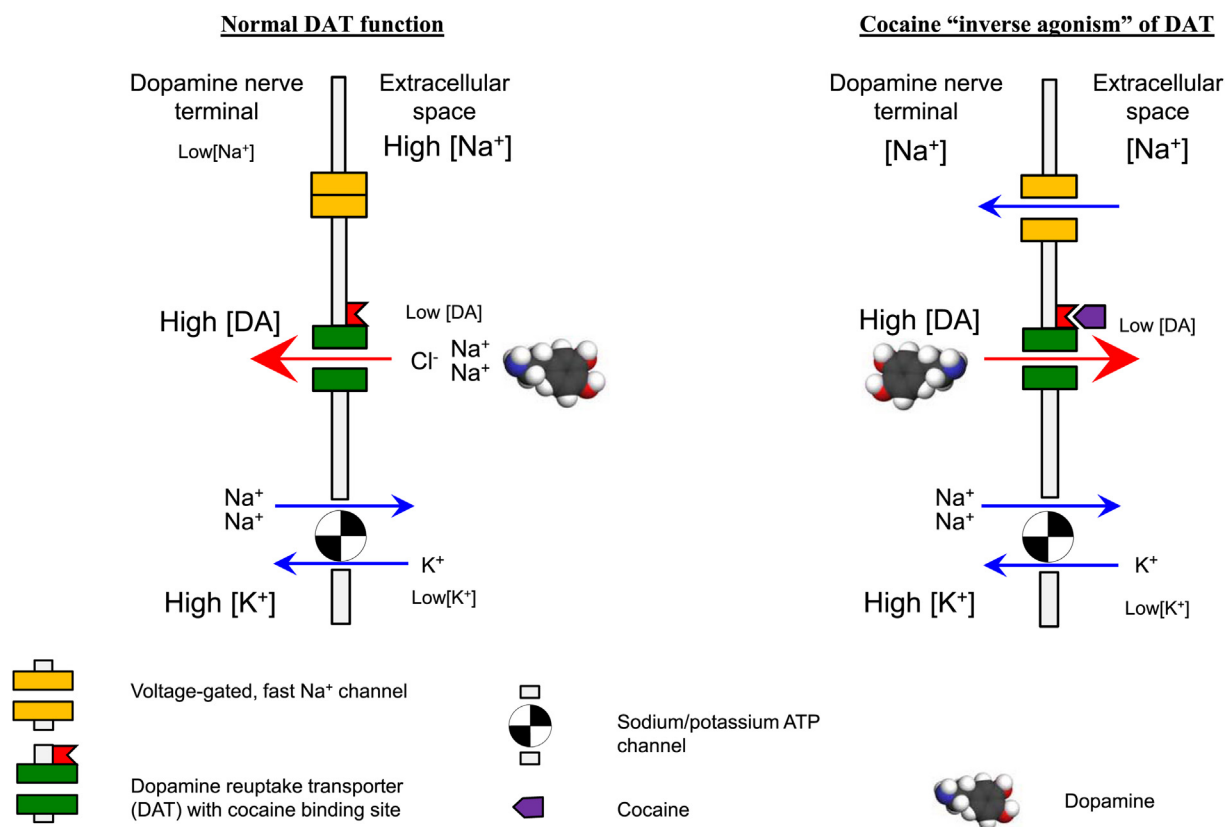 Normal DAT function
Dopamine nerve
terminal
Extracellular
space
Low[Na⁺]
High [Na⁺]
High [DA]
Low [DA]
Cl⁻
Na⁺
Na⁺
Na⁺
Na⁺
K⁺
High [K⁺]
Low[K⁺]
Cocaine “inverse agonism” of DAT
Dopamine nerve
terminal
Extracellular
space
[Na⁺]
[Na⁺]
High [DA]
Low [DA]
Na⁺
Na⁺
K⁺
High [K⁺]
Low[K⁺]
Voltage-gated, fast Na⁺ channel
Dopamine reuptake transporter
(DAT) with cocaine binding site
Sodium/potassium ATP
channel
Cocaine
Dopamine